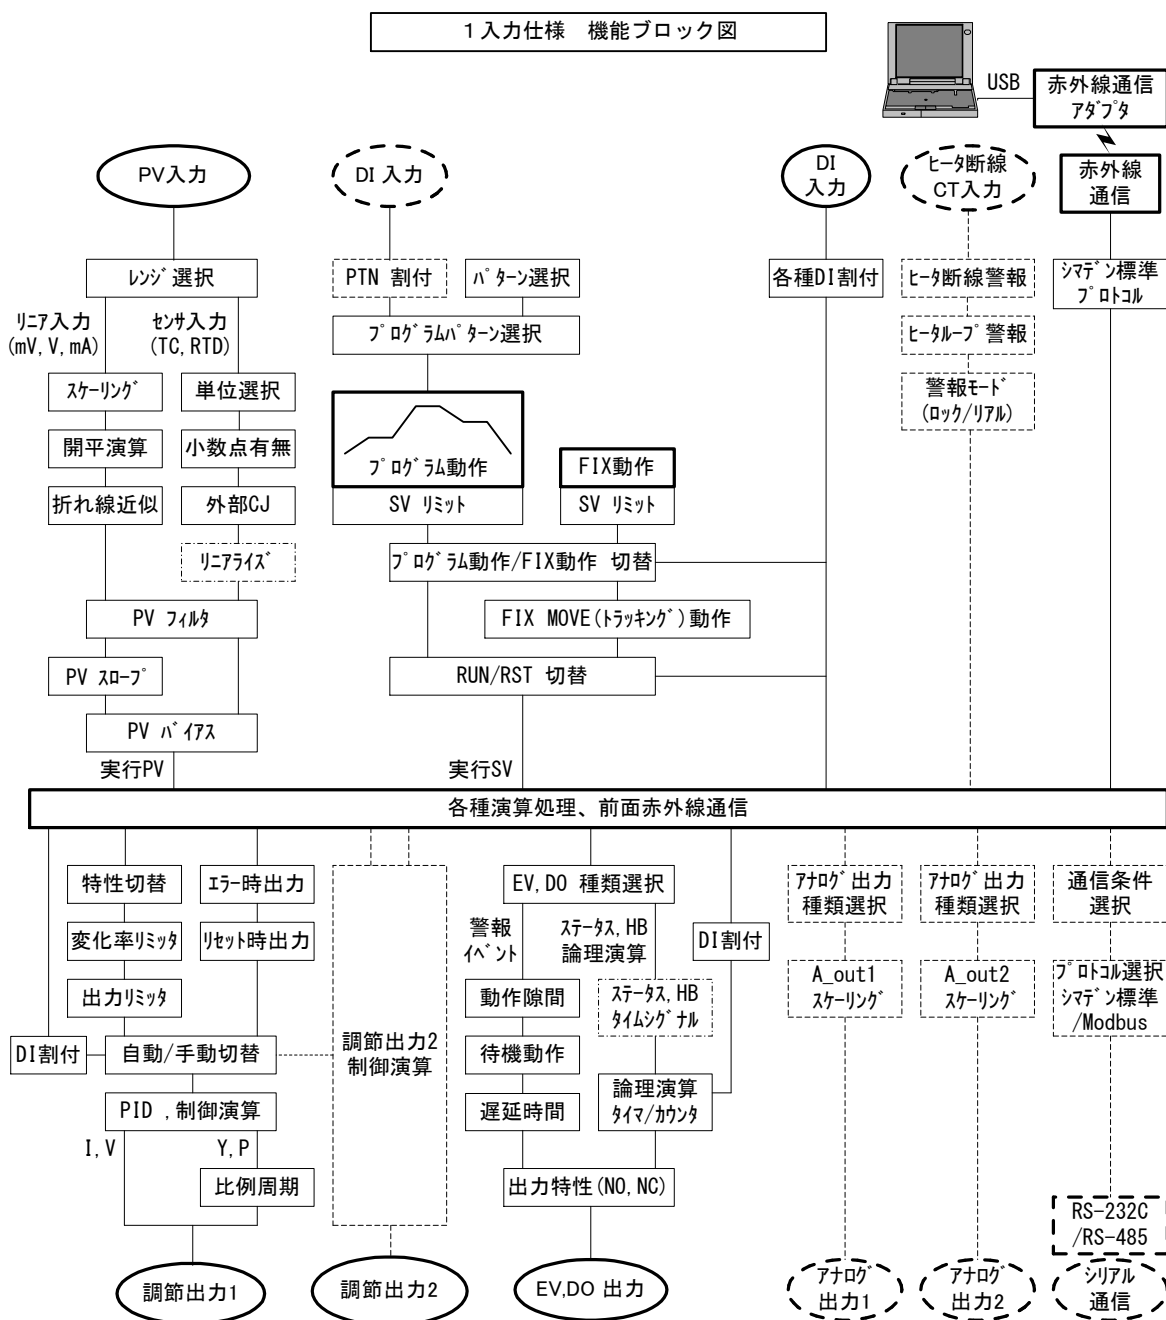 1入力仕様　機能ブロック図
USB
赤外線通信
アダプタ
PV入力
DI 入力
DI
入力
ヒータ断線
CT入力
赤外線
通信
レンジ選択
PTN 割付
パターン選択
各種DI割付
ヒータ断線警報
シマデン標準
プロトコル
リニア入力
(mV, V, mA)
センサ入力
(TC, RTD)
プログラムパターン選択
ヒータループ警報
スケーリング
単位選択
警報モード
(ロック/リアル)
開平演算
小数点有無
プログラム動作
FIX動作
折れ線近似
外部CJ
SV リミット
SV リミット
リニアライズ
プログラム動作/FIX動作 切替
PV フィルタ
FIX MOVE(トラッキング)動作
PV スロープ
RUN/RST 切替
PV バイアス
実行PV
実行SV
各種演算処理、前面赤外線通信
特性切替
エラー時出力
EV, DO 種類選択
アナログ出力
種類選択
アナログ出力
種類選択
通信条件
選択
変化率リミッタ
リセット時出力
警報
イベント
ステータス, HB
論理演算
DI割付
出力リミッタ
動作隙間
ステータス, HB
タイムシグナル
A_out1
スケーリング
A_out2
スケーリング
プロトコル選択
シマデン標準
/Modbus
DI割付
自動/手動切替
調節出力2
制御演算
待機動作
PID , 制御演算
遅延時間
論理演算
タイマ/カウンタ
I, V
Y, P
比例周期
出力特性(NO, NC)
RS-232C
/RS-485
調節出力1
調節出力2
EV,DO 出力
アナログ
出力1
アナログ
出力2
シリアル
通信